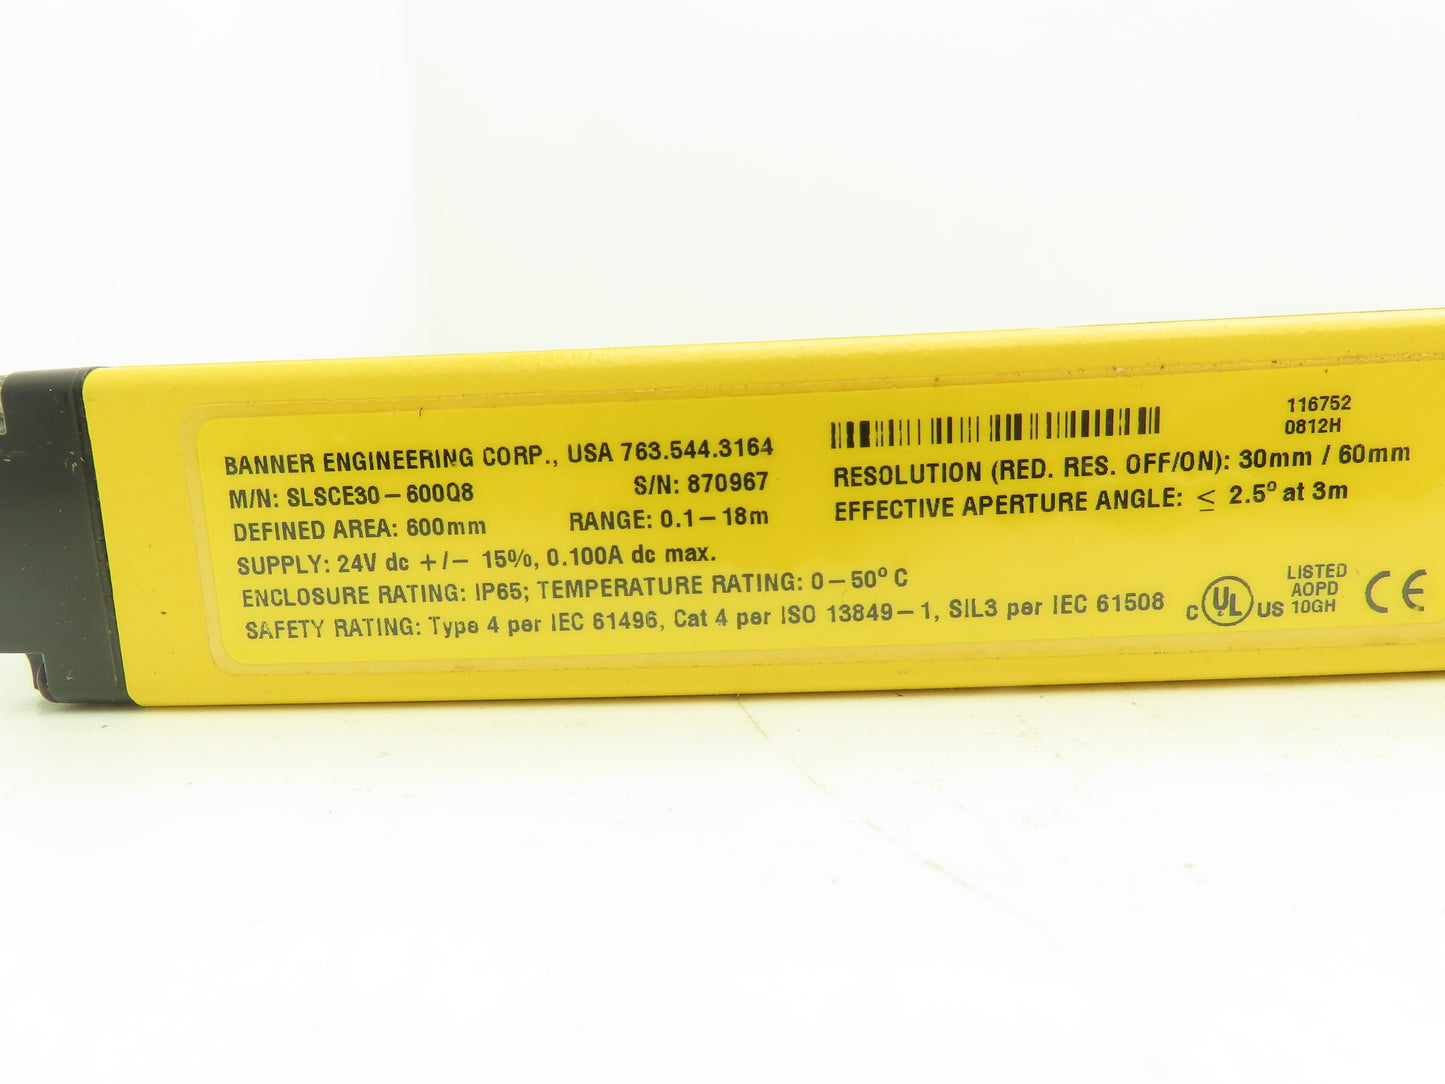 BANNER ENGINEERING CORP., USA 763.544.3164
M/N: SLSCE30-600Q8 S/N: 870967
DEFINED AREA: 600mm RANGE: 0.1-18m
SUPPLY: 24V dc +/- 15%, 0.100A dc max.
ENCLOSURE RATING: IP65; TEMPERATURE RATING: 0-50° C
SAFETY RATING: Type 4 per IEC 61496, Cat 4 per ISO 13849-1, SIL3 per IEC 61508
116752
0812H
RESOLUTION (RED. RES. OFF/ON): 30mm / 60mm
EFFECTIVE APERTURE ANGLE: ≤ 2.5° at 3m
C UL US
LISTED
AOPD
10GH
CE